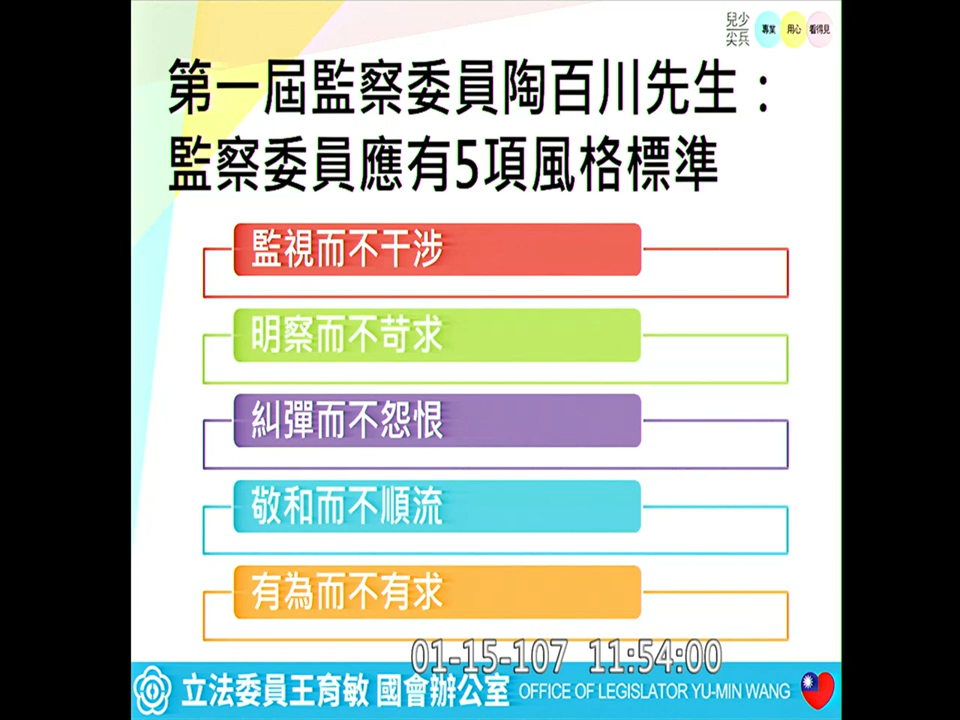 兒少
尖兵
專業 用心 看得見
第一屆監察委員陶百川先生：
監察委員應有5項風格標準
監視而不干涉
明察而不苛求
糾彈而不怨恨
敬和而不順流
有為而不有求
01-15-107 11:54:00
立法委員王育敏 國會辦公室 OFFICE OF LEGISLATOR YU-MIN WANG